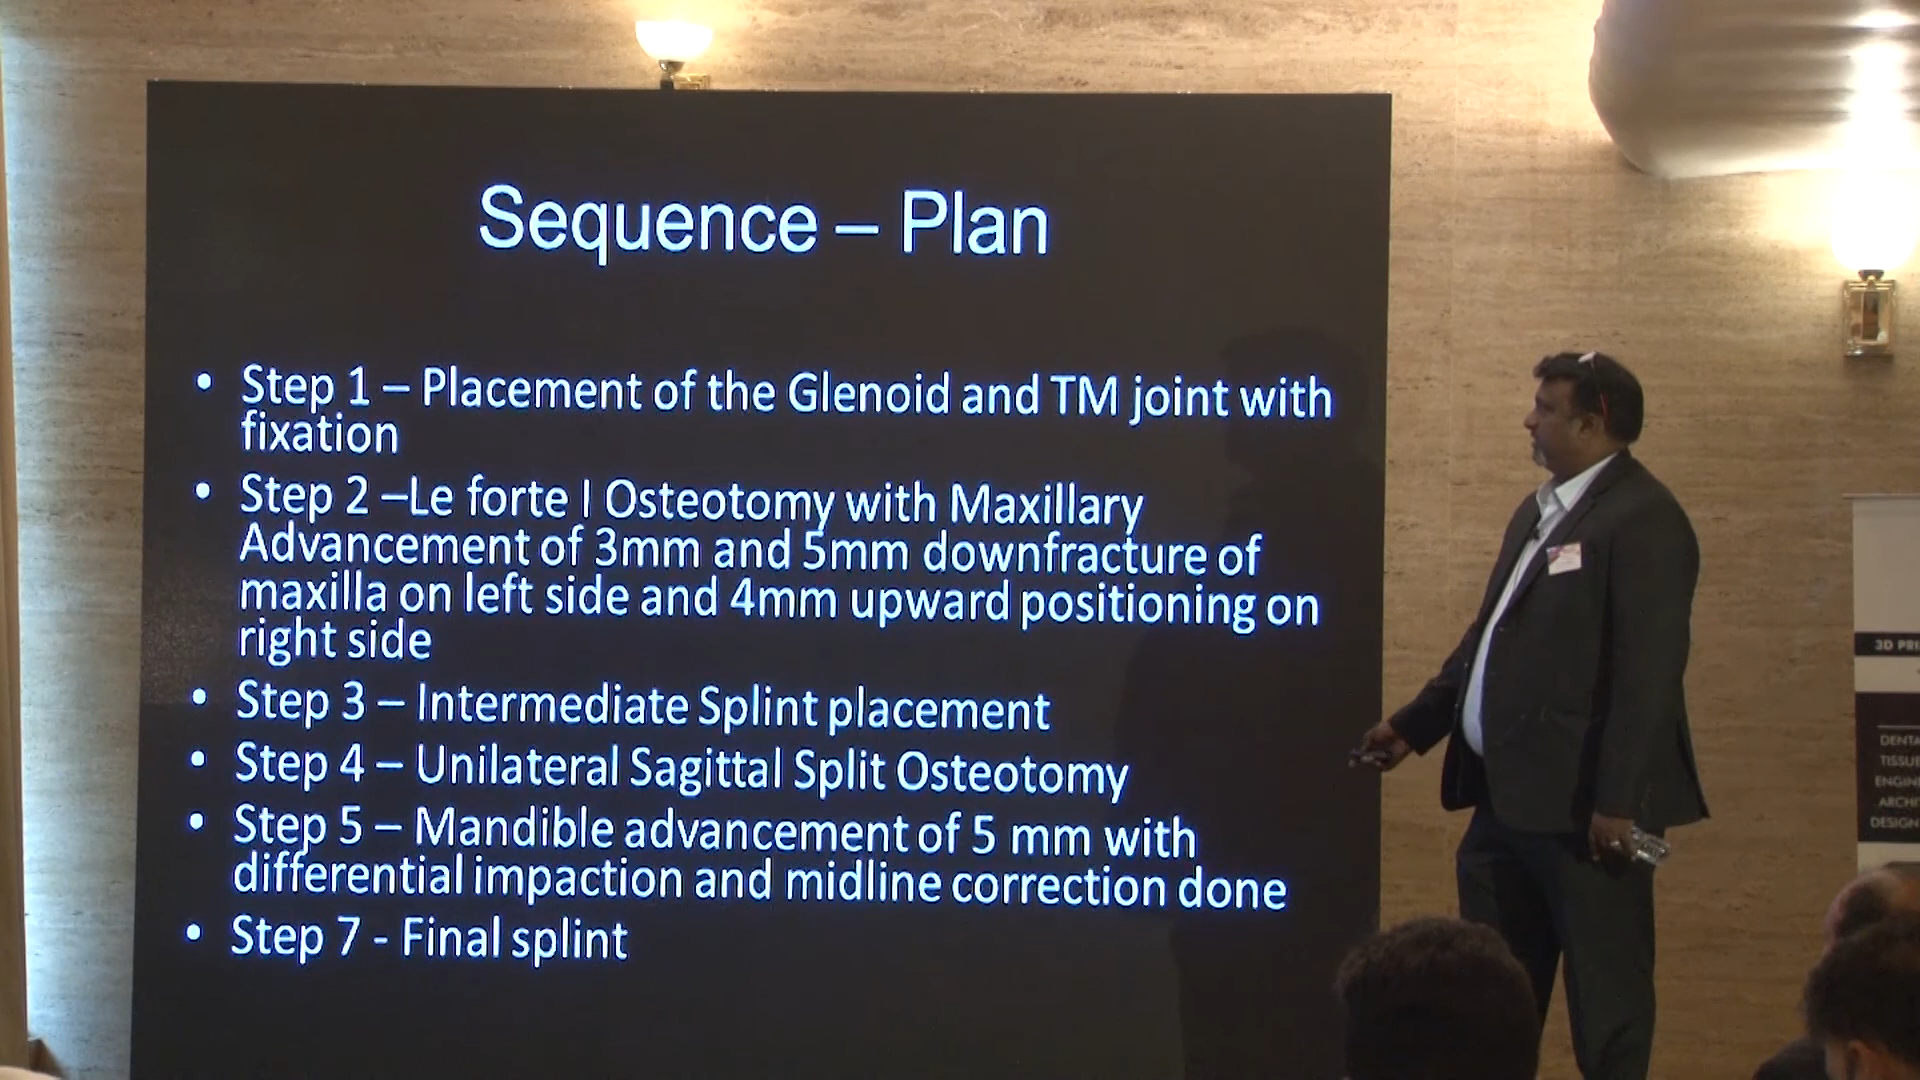 Sequence – Plan
• Step 1 – Placement of the Glenoid and TM joint with
fixation
• Step 2 –Le forte I Osteotomy with Maxillary
Advancement of 3mm and 5mm downfracture of
maxilla on left side and 4mm upward positioning on
right side
• Step 3 – Intermediate Splint placement
• Step 4 – Unilateral Sagittal Split Osteotomy
• Step 5 – Mandible advancement of 5 mm with
differential impaction and midline correction done
• Step 7 - Final splint
3D PRI
DENTA
TISSUE
ENGINE
ARCHI
DESIGN